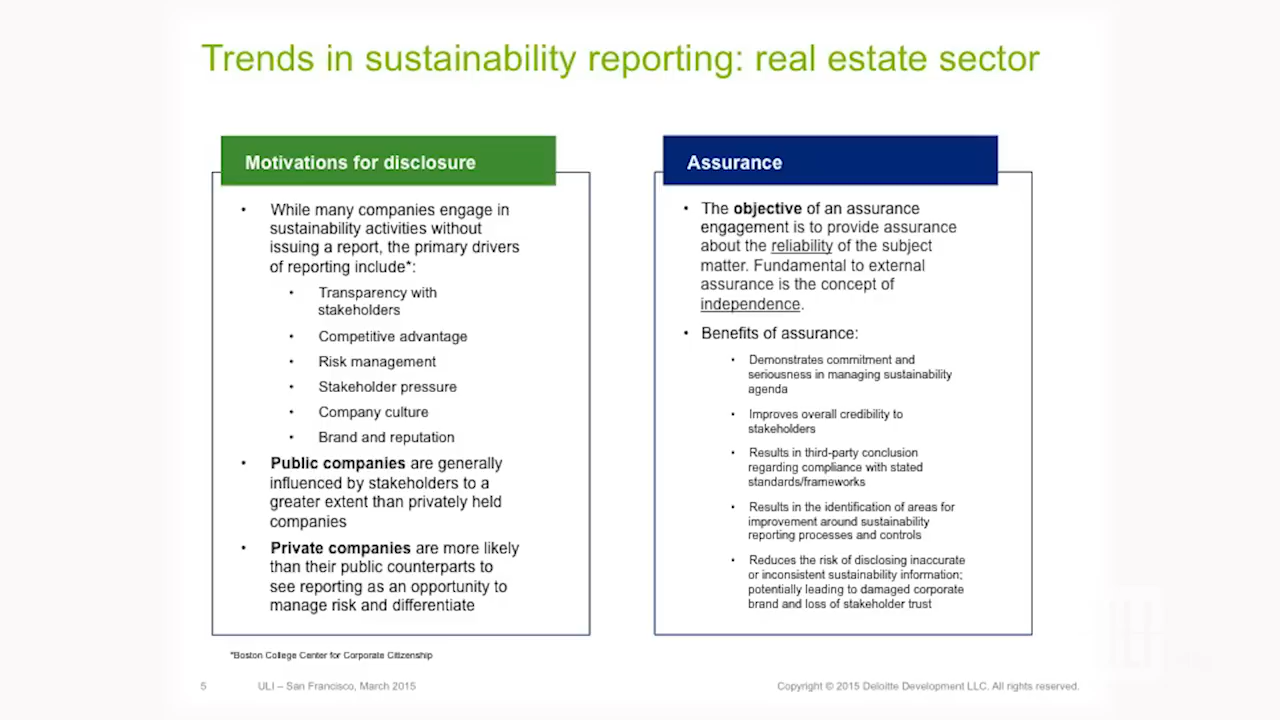 Trends in sustainability reporting: real estate sector
Motivations for disclosure
• While many companies engage in
sustainability activities without
issuing a report, the primary drivers
of reporting include*:
• Transparency with
stakeholders
• Competitive advantage
• Risk management
• Stakeholder pressure
• Company culture
• Brand and reputation
• Public companies are generally
influenced by stakeholders to a
greater extent than privately held
companies
• Private companies are more likely
than their public counterparts to
see reporting as an opportunity to
manage risk and differentiate
Assurance
• The objective of an assurance
engagement is to provide assurance
about the reliability of the subject
matter. Fundamental to external
assurance is the concept of
independence.
• Benefits of assurance:
• Demonstrates commitment and
seriousness in managing sustainability
agenda
• Improves overall credibility to
stakeholders
• Results in third-party conclusion
regarding compliance with stated
standards/frameworks
• Results in the identification of areas for
improvement around sustainability
reporting processes and controls
• Reduces the risk of disclosing inaccurate
or inconsistent sustainability information;
potentially leading to damaged corporate
brand and loss of stakeholder trust
*Boston College Center for Corporate Citizenship
5 ULI – San Francisco, March 2015
Copyright © 2015 Deloitte Development LLC. All rights reserved.